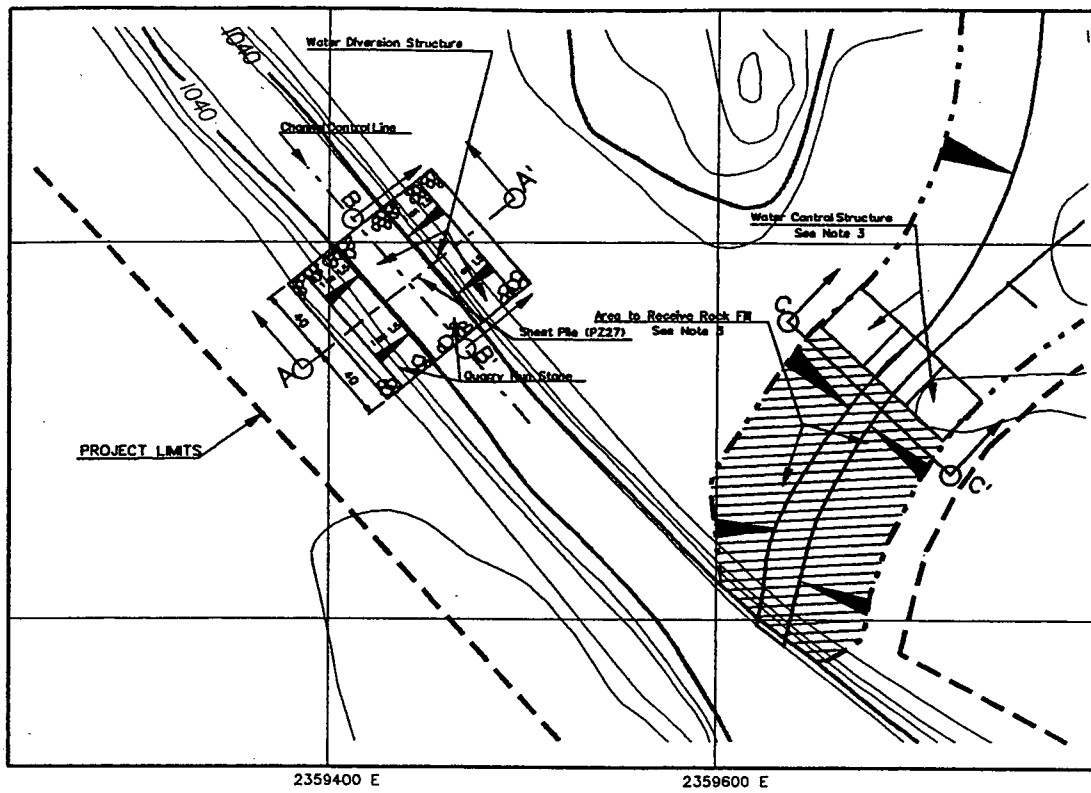 1040
Water Diversion Structure
1040
Channel Control Line
B
A'
Water Control Structure
See Note 3
C
Area to Receive Rock Fill
See Note 3
40
Sheet Pile (PZ27)
B'
A
Quarry Run Stone
40
PROJECT LIMITS
C'
2359400 E
2359600 E